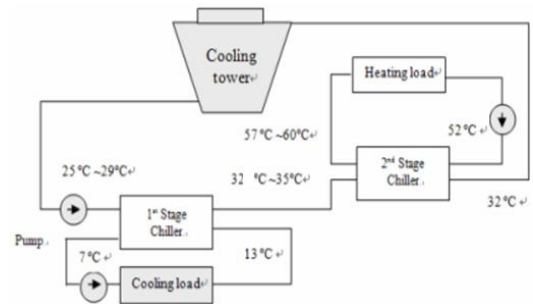 Cooling
tower
Heating load
57 °C ~60°C
52 °C
25 °C ~29°C
32 °C~35°C
2nd Stage
Chiller
32 °C
1st Stage
Chiller
Pump
7°C
13 °C
Cooling load